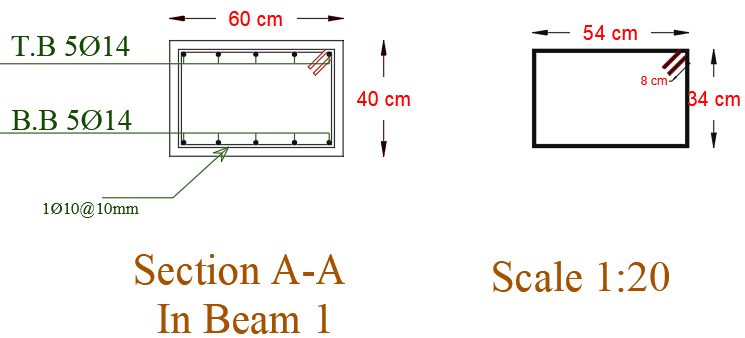 60 cm
T.B 5Ø14
40 cm
B.B 5Ø14
1Ø10@10mm
Section A-A
In Beam 1
54 cm
8 cm
34 cm
Scale 1:20